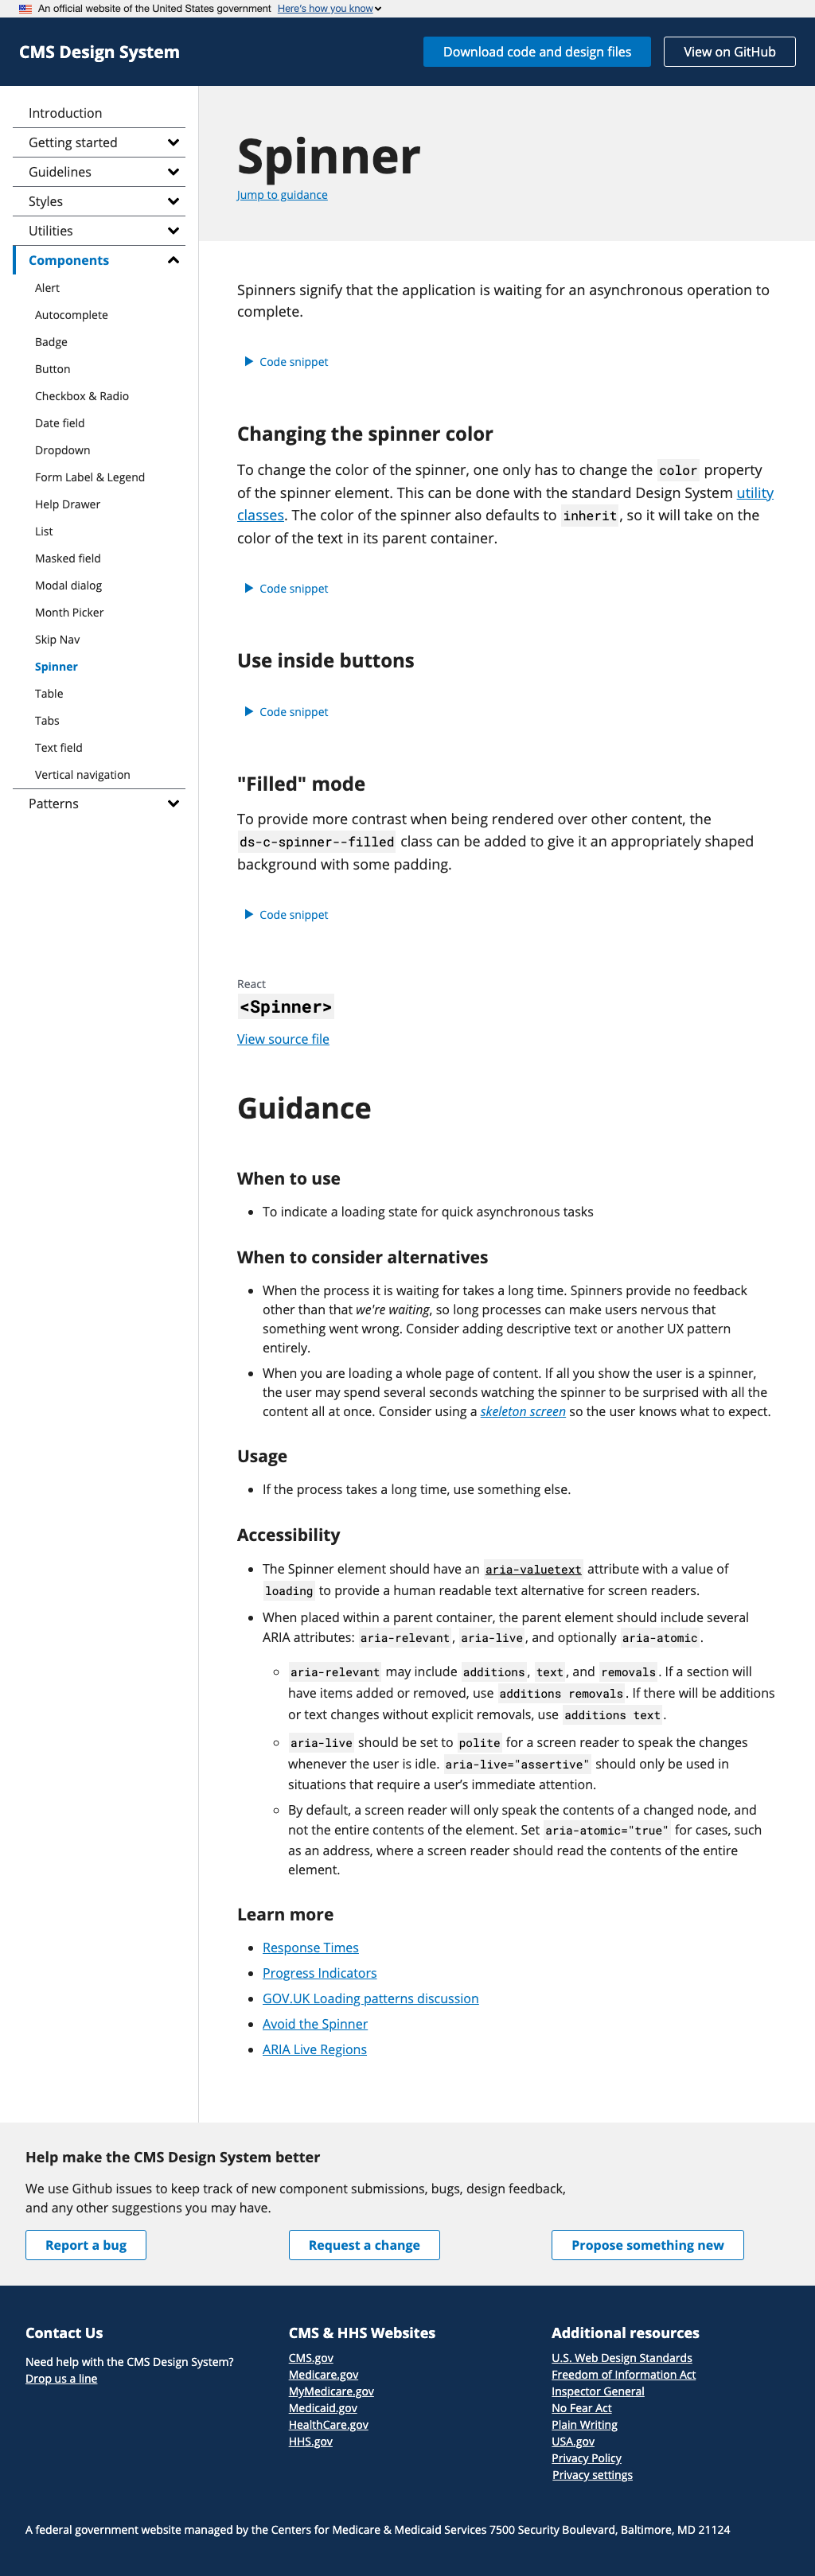 An official website of the United States government Here's how you know
CMS Design System
Download code and design files
View on GitHub
Introduction
Getting started
Guidelines
Styles
Utilities
Components
Alert
Autocomplete
Badge
Button
Checkbox & Radio
Date field
Dropdown
Form Label & Legend
Help Drawer
List
Masked field
Modal dialog
Month Picker
Skip Nav
Spinner
Table
Tabs
Text field
Vertical navigation
Patterns
Spinner
Jump to guidance
Spinners signify that the application is waiting for an asynchronous operation to
complete.
Code snippet
Changing the spinner color
To change the color of the spinner, one only has to change the color property
of the spinner element. This can be done with the standard Design System utility
classes. The color of the spinner also defaults to inherit, so it will take on the
color of the text in its parent container.
Code snippet
Use inside buttons
Code snippet
"Filled" mode
To provide more contrast when being rendered over other content, the
ds-c-spinner--filled class can be added to give it an appropriately shaped
background with some padding.
Code snippet
React
<Spinner>
View source file
Guidance
When to use
To indicate a loading state for quick asynchronous tasks
When to consider alternatives
When the process it is waiting for takes a long time. Spinners provide no feedback
other than that we're waiting, so long processes can make users nervous that
something went wrong. Consider adding descriptive text or another UX pattern
entirely.
When you are loading a whole page of content. If all you show the user is a spinner,
the user may spend several seconds watching the spinner to be surprised with all the
content all at once. Consider using a skeleton screen so the user knows what to expect.
Usage
If the process takes a long time, use something else.
Accessibility
The Spinner element should have an aria-valuetext attribute with a value of
loading to provide a human readable text alternative for screen readers.
When placed within a parent container, the parent element should include several
ARIA attributes: aria-relevant, aria-live, and optionally aria-atomic.
aria-relevant may include additions, text, and removals. If a section will
have items added or removed, use additions removals. If there will be additions
or text changes without explicit removals, use additions text.
aria-live should be set to polite for a screen reader to speak the changes
whenever the user is idle. aria-live="assertive" should only be used in
situations that require a user's immediate attention.
By default, a screen reader will only speak the contents of a changed node, and
not the entire contents of the element. Set aria-atomic="true" for cases, such
as an address, where a screen reader should read the contents of the entire
element.
Learn more
Response Times
Progress Indicators
GOV.UK Loading patterns discussion
Avoid the Spinner
ARIA Live Regions
Help make the CMS Design System better
We use Github issues to keep track of new component submissions, bugs, design feedback,
and any other suggestions you may have.
Report a bug
Request a change
Propose something new
Contact Us
Need help with the CMS Design System?
Drop us a line
CMS & HHS Websites
CMS.gov
Medicare.gov
MyMedicare.gov
Medicaid.gov
HealthCare.gov
HHS.gov
Additional resources
U.S. Web Design Standards
Freedom of Information Act
Inspector General
No Fear Act
Plain Writing
USA.gov
Privacy Policy
Privacy settings
A federal government website managed by the Centers for Medicare & Medicaid Services 7500 Security Boulevard, Baltimore, MD 21124